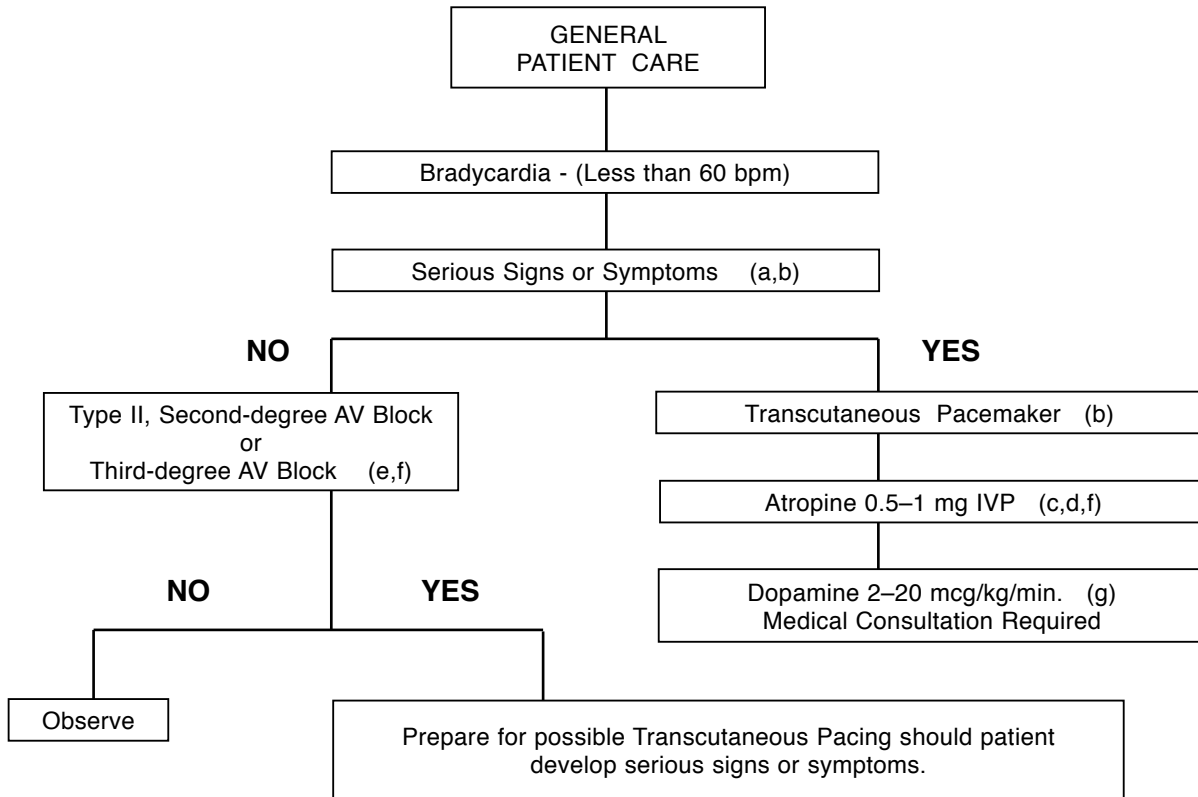 GENERAL
PATIENT CARE
Bradycardia - (Less than 60 bpm)
Serious Signs or Symptoms (a,b)
NO
YES
Type II, Second-degree AV Block
or
Third-degree AV Block (e,f)
Transcutaneous Pacemaker (b)
Atropine 0.5–1 mg IVP (c,d,f)
Dopamine 2–20 mcg/kg/min. (g)
Medical Consultation Required
NO
YES
Observe
Prepare for possible Transcutaneous Pacing should patient
develop serious signs or symptoms.